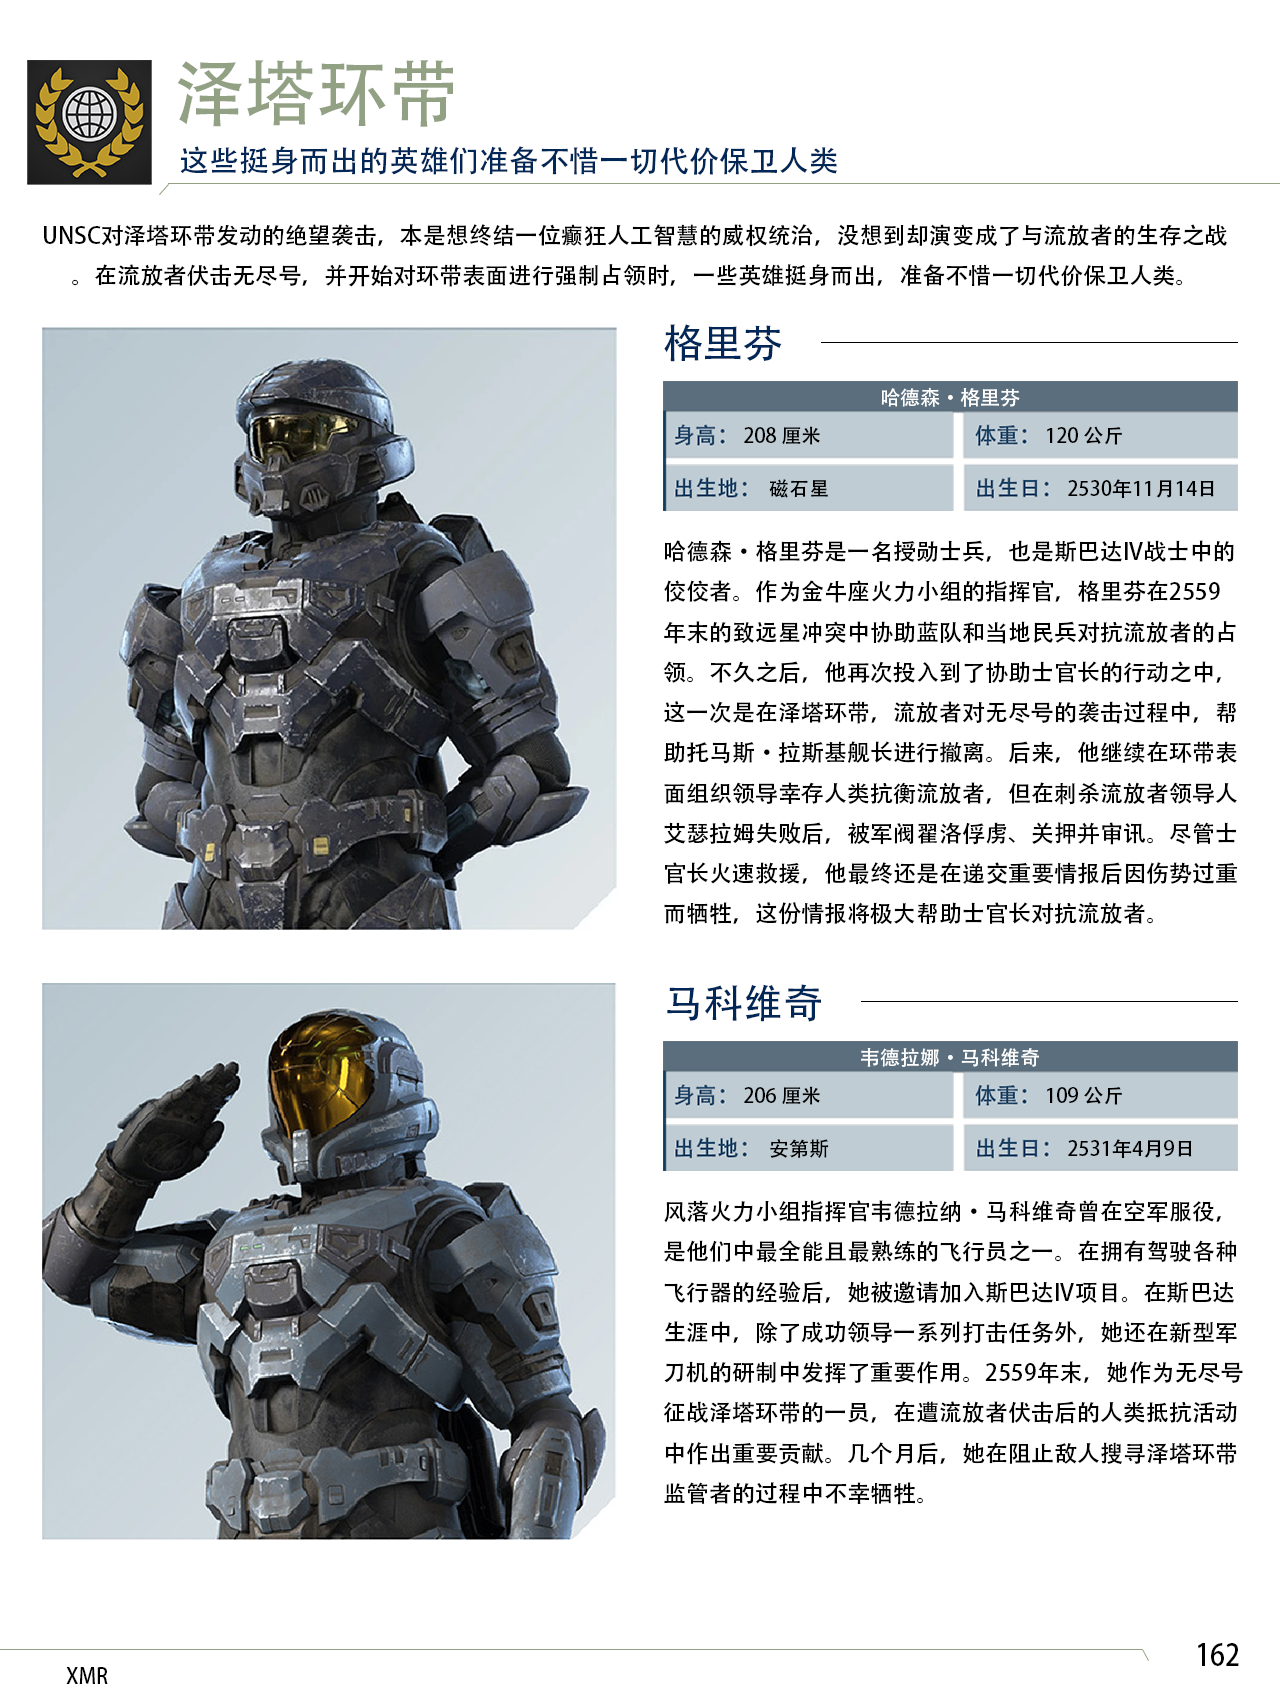 泽塔环带
这些挺身而出的英雄们准备不惜一切代价保卫人类
UNSC对泽塔环带发动的绝望袭击，本是想终结一位癫狂人工智慧的威权统治，没想到却演变成了与流放者的生存之战
。在流放者伏击无尽号，并开始对环带表面进行强制占领时，一些英雄挺身而出，准备不惜一切代价保卫人类。
格里芬
哈德森·格里芬
身高： 208 厘米 体重： 120 公斤
出生地： 磁石星 出生日： 2530年11月14日
哈德森·格里芬是一名授勋士兵，也是斯巴达IV战士中的
佼佼者。作为金牛座火力小组的指挥官，格里芬在2559
年末的致远星冲突中协助蓝队和当地民兵对抗流放者的占
领。不久之后，他再次投入到了协助士官长的行动之中，
这一次是在泽塔环带，流放者对无尽号的袭击过程中，帮
助托马斯·拉斯基舰长进行撤离。后来，他继续在环带表
面组织领导幸存人类抗衡流放者，但在刺杀流放者领导人
艾瑟拉姆失败后，被军阀翟洛俘虏、关押并审讯。尽管士
官长火速救援，他最终还是在递交重要情报后因伤势过重
而牺牲，这份情报将极大帮助士官长对抗流放者。
马科维奇
韦德拉娜·马科维奇
身高： 206 厘米 体重： 109 公斤
出生地： 安第斯 出生日： 2531年4月9日
风落火力小组指挥官韦德拉纳·马科维奇曾在空军服役，
是他们中最全能且最熟练的飞行员之一。在拥有驾驶各种
飞行器的经验后，她被邀请加入斯巴达IV项目。在斯巴达
生涯中，除了成功领导一系列打击任务外，她还在新型军
刀机的研制中发挥了重要作用。2559年末，她作为无尽号
征战泽塔环带的一员，在遭流放者伏击后的人类抵抗活动
中作出重要贡献。几个月后，她在阻止敌人搜寻泽塔环带
监管者的过程中不幸牺牲。
162
XMR